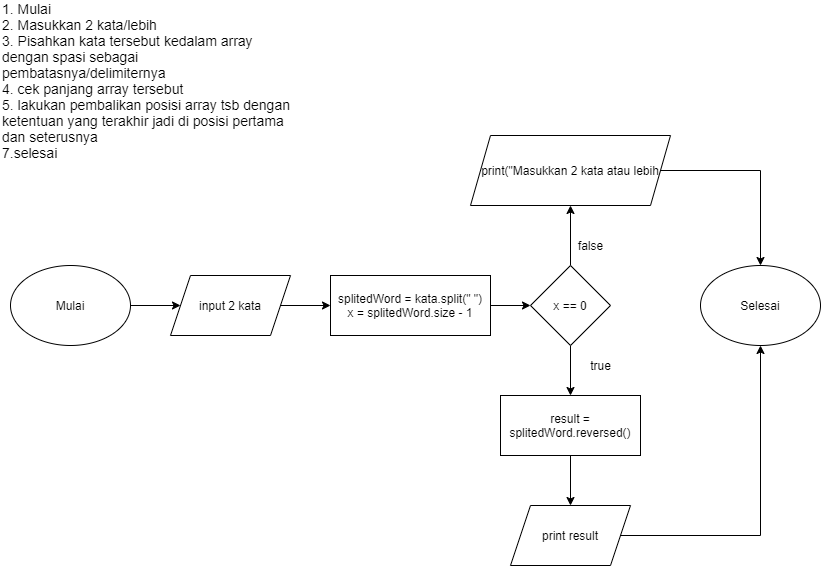 1. Mulai
2. Masukkan 2 kata/lebih
3. Pisahkan kata tersebut kedalam array
dengan spasi sebagai
pembatasnya/delimiternya
4. cek panjang array tersebut
5. lakukan pembalikan posisi array tsb dengan
ketentuan yang terakhir jadi di posisi pertama
dan seterusnya
7.selesai
print("Masukkan 2 kata atau lebih
false
Mulai
input 2 kata
splitedWord = kata.split(" ")
x = splitedWord.size - 1
x == 0
Selesai
true
result =
splitedWord.reversed()
print result